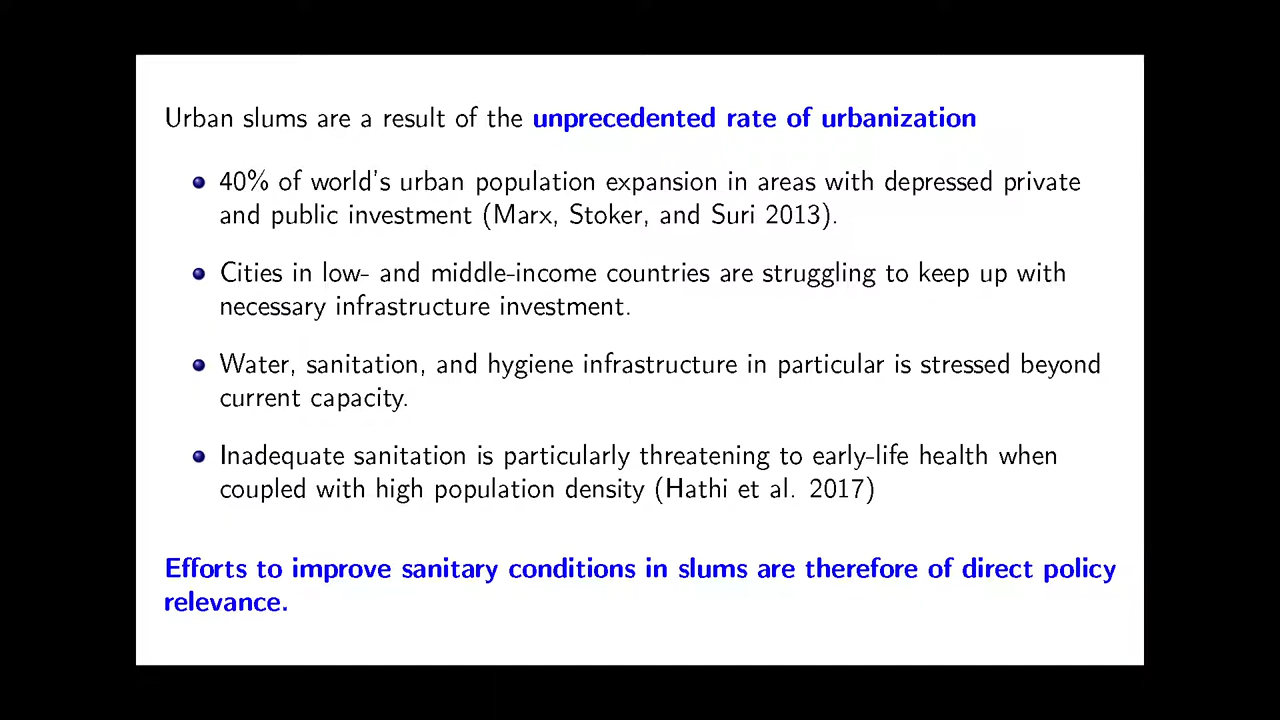 Urban slums are a result of the unprecedented rate of urbanization
40% of world's urban population expansion in areas with depressed private
and public investment (Marx, Stoker, and Suri 2013).
Cities in low- and middle-income countries are struggling to keep up with
necessary infrastructure investment.
Water, sanitation, and hygiene infrastructure in particular is stressed beyond
current capacity.
Inadequate sanitation is particularly threatening to early-life health when
coupled with high population density (Hathi et al. 2017)
Efforts to improve sanitary conditions in slums are therefore of direct policy
relevance.